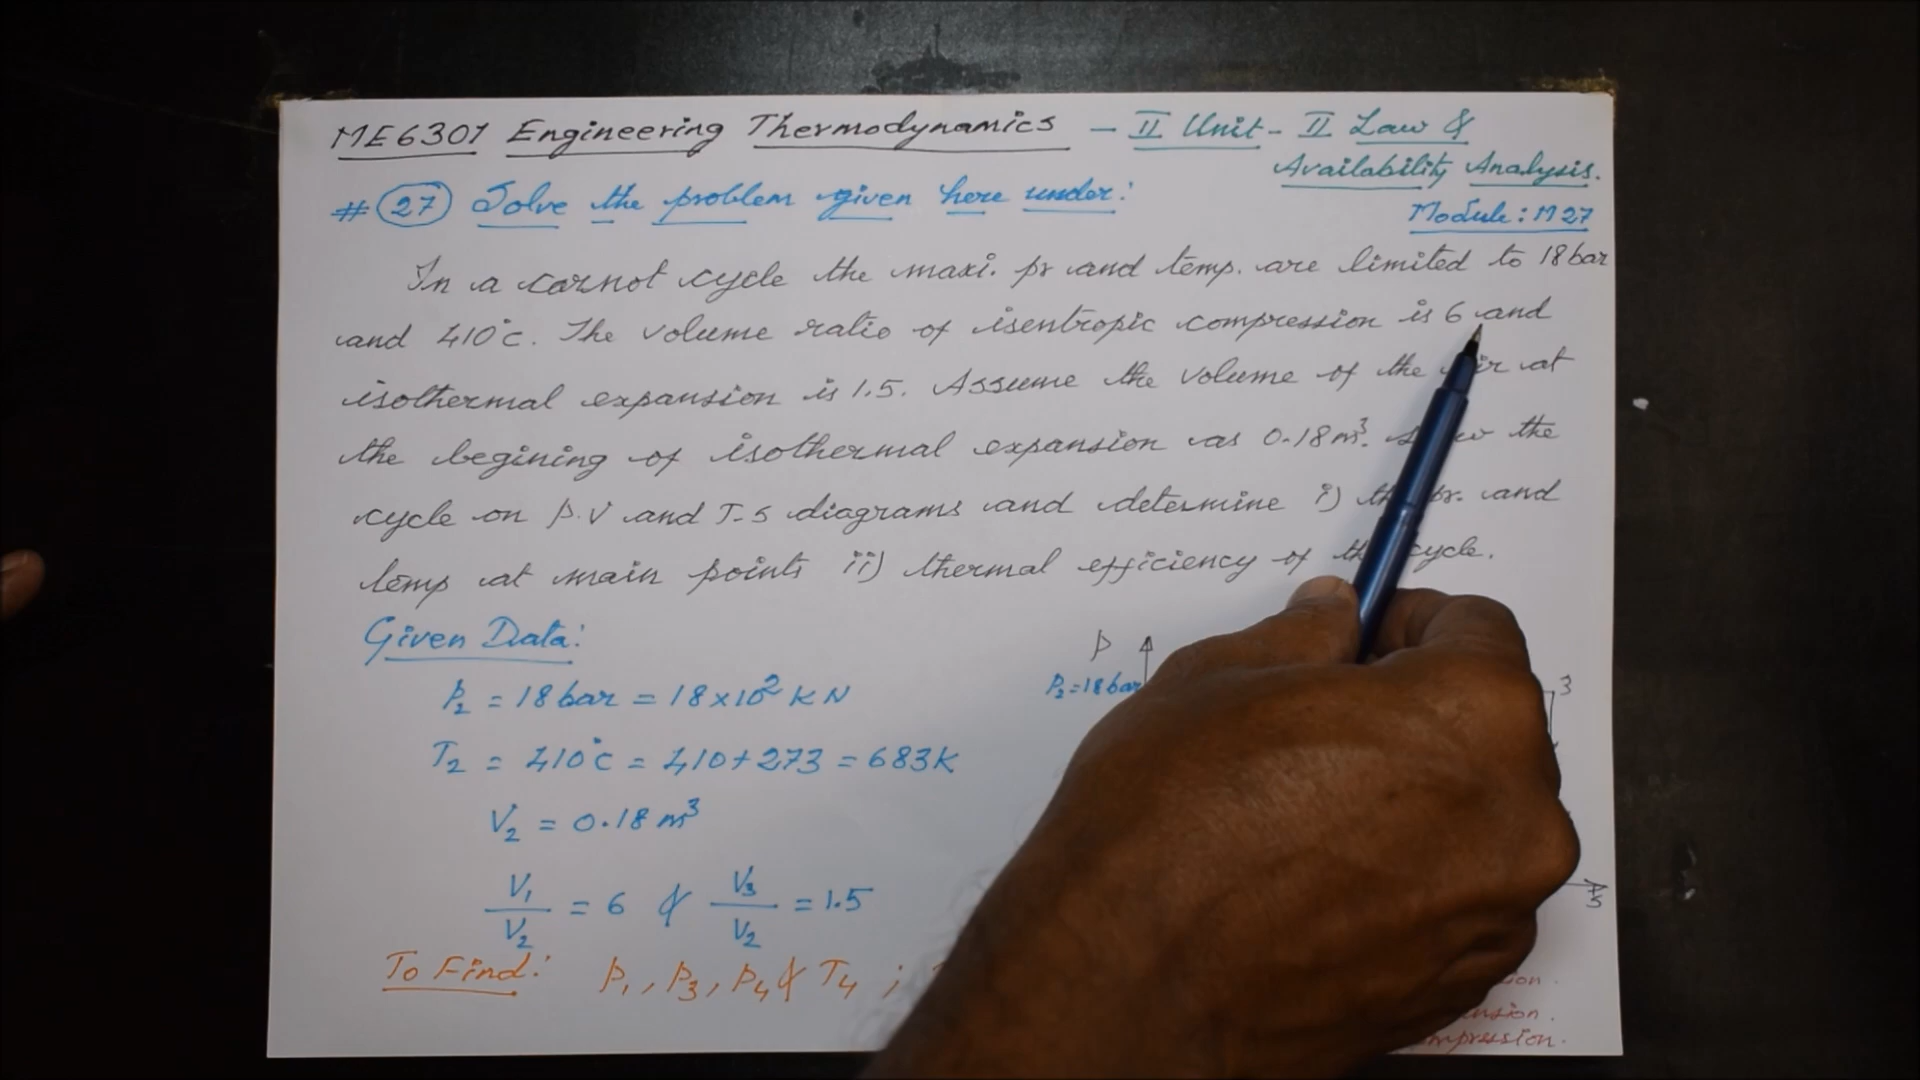 ME6301 Engineering Thermodynamics - II Unit - II Law &
Availability Analysis.
# 27 Solve the problem given here under:
Module: M27
In a carnot cycle the maxi. pr and temp. are limited to 18 bar
and 410°C. The volume ratio of isentropic compression is 6 and
isothermal expansion is 1.5. Assume the volume of the at
the begining of isothermal expansion as 0.18 m³. the
cycle on p.V and T-s diagrams and determine i) and
temp at main points ii) thermal efficiency of cycle.
Given Data:
P₂ = 18 bar = 18×10² KN
T₂ = 410°C = 410+273 = 683K
V₂ = 0.18 m³
V₁/V₂ = 6 & V₃/V₂ = 1.5
To Find: P₁, P₃, P₄ & T₄ ;
P
P₂=18 bar
3
s